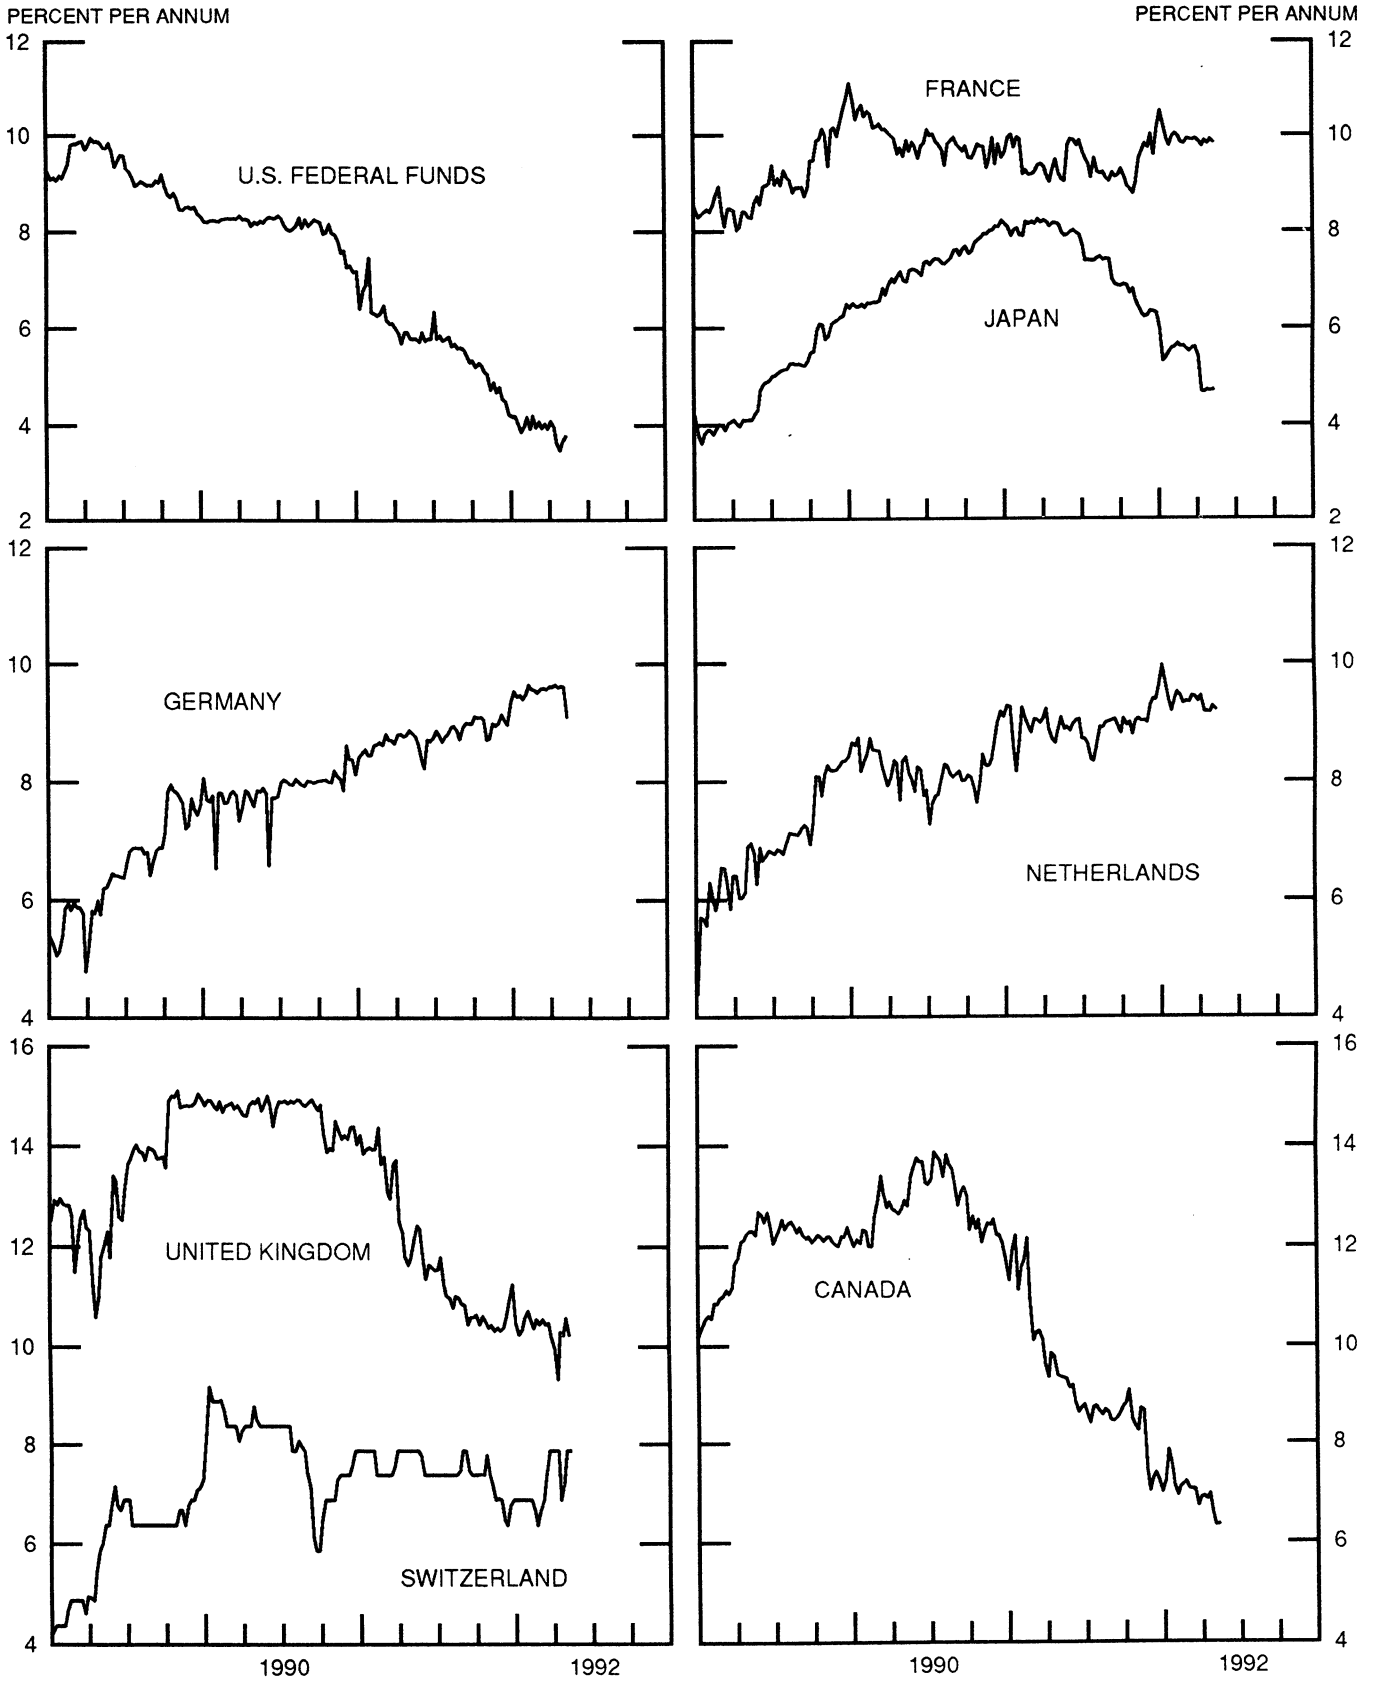 PERCENT PER ANNUM PERCENT PER ANNUM
12 12
FRANCE
10 10
U.S. FEDERAL FUNDS
8 8
6 JAPAN 6
4 4
2 2
12 12
10 10
GERMANY
8 8
NETHERLANDS
6 6
4 4
16 16
14 14
12 UNITED KINGDOM 12
CANADA
10 10
8 8
6 6
SWITZERLAND
4 4
1990 1992 1990 1992